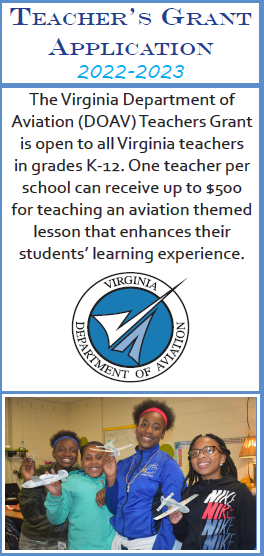 Teacher's Grant
Application
2022-2023
The Virginia Department of
Aviation (DOAV) Teachers Grant
is open to all Virginia teachers
in grades K-12. One teacher per
school can receive up to $500
for teaching an aviation themed
lesson that enhances their
students' learning experience.
VIRGINIA
DEPARTMENT OF AVIATION
NIKE
NIKE
NIKE